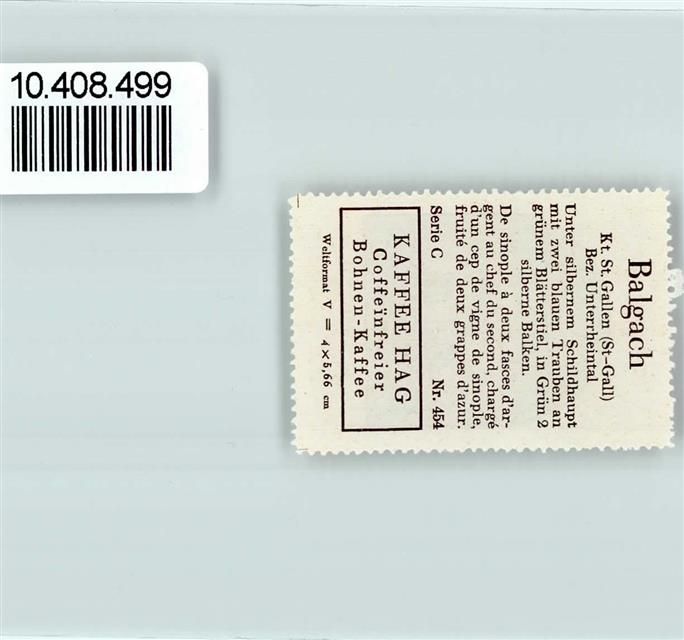 10.408.499
Balgach
Kt. St. Gallen (St-Gall)
Bez. Unterrheintal
Unter silbernem Schildhaupt
mit zwei blauen Trauben an
grünem Blätterstiel, in Grün 2
silberne Balken.
De sinople à deux fasces d'ar-
gent au chef du second, chargé
d'un cep de vigne de sinople,
fruité de deux grappes d'azur.
Serie C Nr. 454
KAFFEE HAG
Coffeïnfreier
Bohnen-Kaffee
Weltformat V = 4×5,66 cm